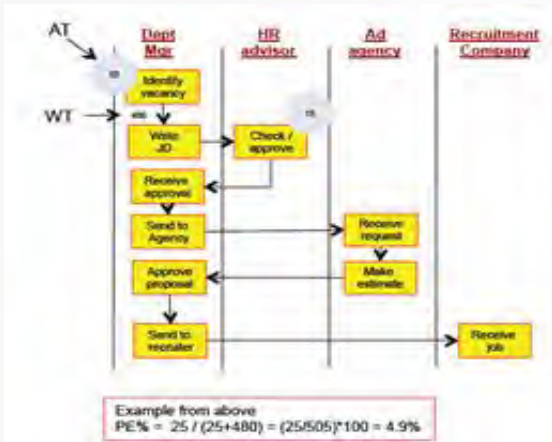 AT
Dept
Mgr
HR
advisor
Ad
agency
Recruitment
Company
Identify
vacancy
WT
Write
JD
Check /
approve
Receive
approval
Send to
Agency
Receive
request
Approve
proposal
Make
estimate
Send to
recruiter
Receive
job
Example from above
PE% = 25 / (25+480) = (25/505)*100 = 4.9%